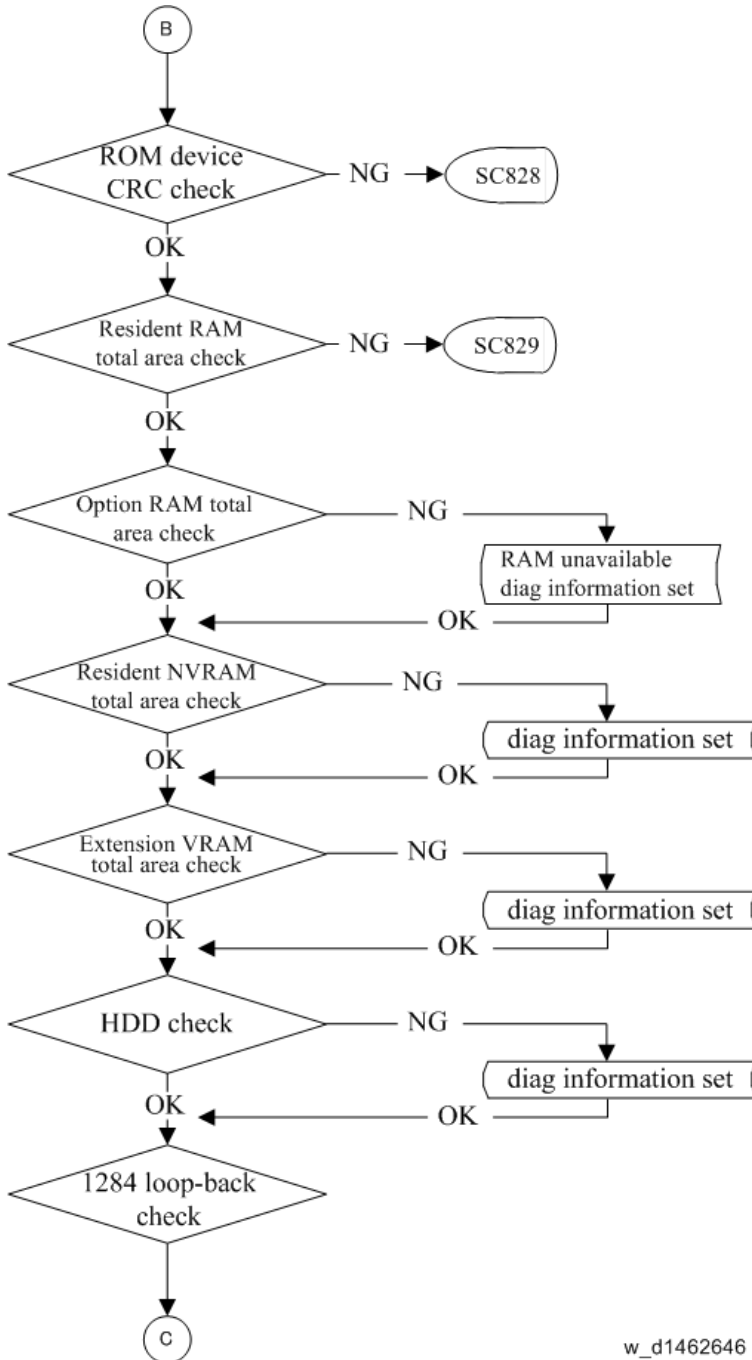 B
ROM device
CRC check
NG
SC828
OK
Resident RAM
total area check
NG
SC829
OK
Option RAM total
area check
NG
RAM unavailable
diag information set
OK
OK
Resident NVRAM
total area check
NG
diag information set
OK
OK
Extension VRAM
total area check
NG
diag information set
OK
OK
HDD check
NG
diag information set
OK
OK
1284 loop-back
check
C
w_d1462646